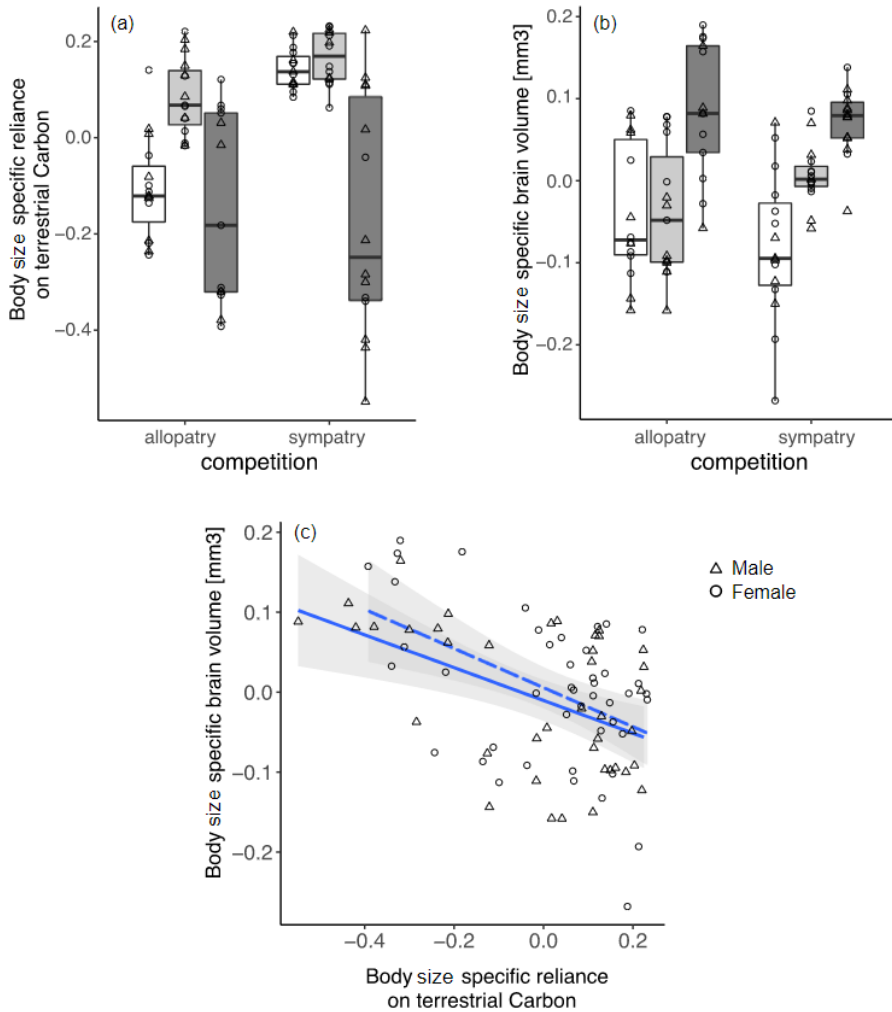 (a)
0.2
0.0
−0.2
−0.4
Body size specific reliance
on terrestrial Carbon
allopatry sympatry
competition
(b)
0.2
0.1
0.0
−0.1
−0.2
Body size specific brain volume [mm3]
allopatry sympatry
competition
(c)
0.2
0.1
0.0
−0.1
−0.2
Body size specific brain volume [mm3]
−0.4 −0.2 0.0 0.2
Body size specific reliance
on terrestrial Carbon
Male
Female